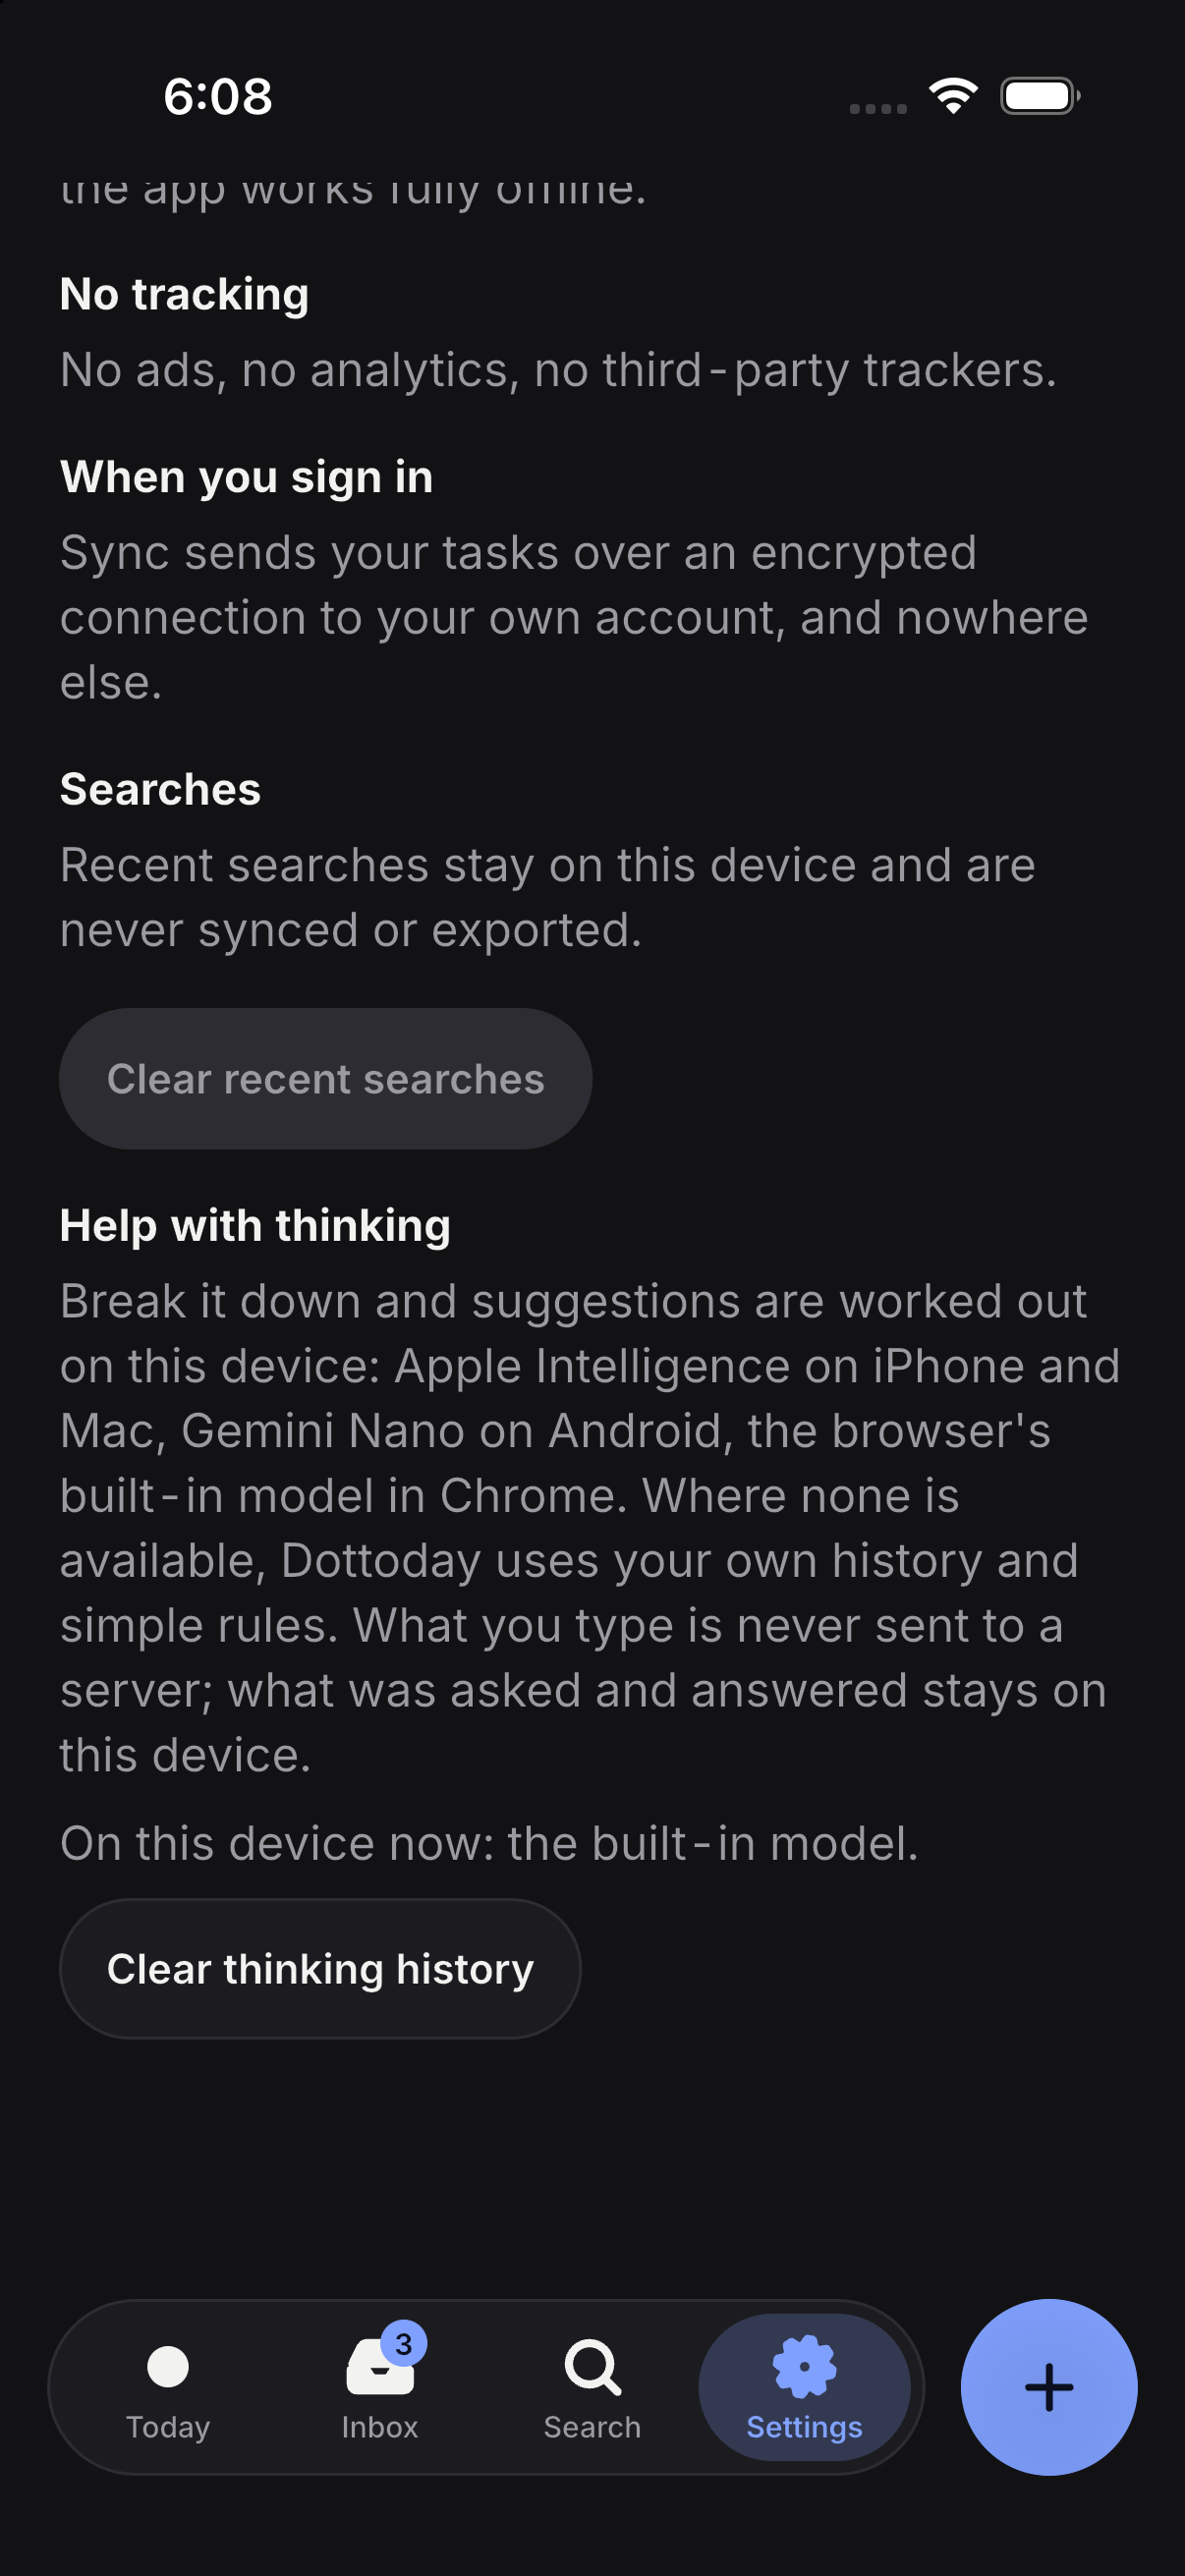 6:08
the app works fully offline.
No tracking
No ads, no analytics, no third-party trackers.
When you sign in
Sync sends your tasks over an encrypted
connection to your own account, and nowhere
else.
Searches
Recent searches stay on this device and are
never synced or exported.
Clear recent searches
Help with thinking
Break it down and suggestions are worked out
on this device: Apple Intelligence on iPhone and
Mac, Gemini Nano on Android, the browser's
built-in model in Chrome. Where none is
available, Dottoday uses your own history and
simple rules. What you type is never sent to a
server; what was asked and answered stays on
this device.
On this device now: the built-in model.
Clear thinking history
3
Today
Inbox
Search
Settings